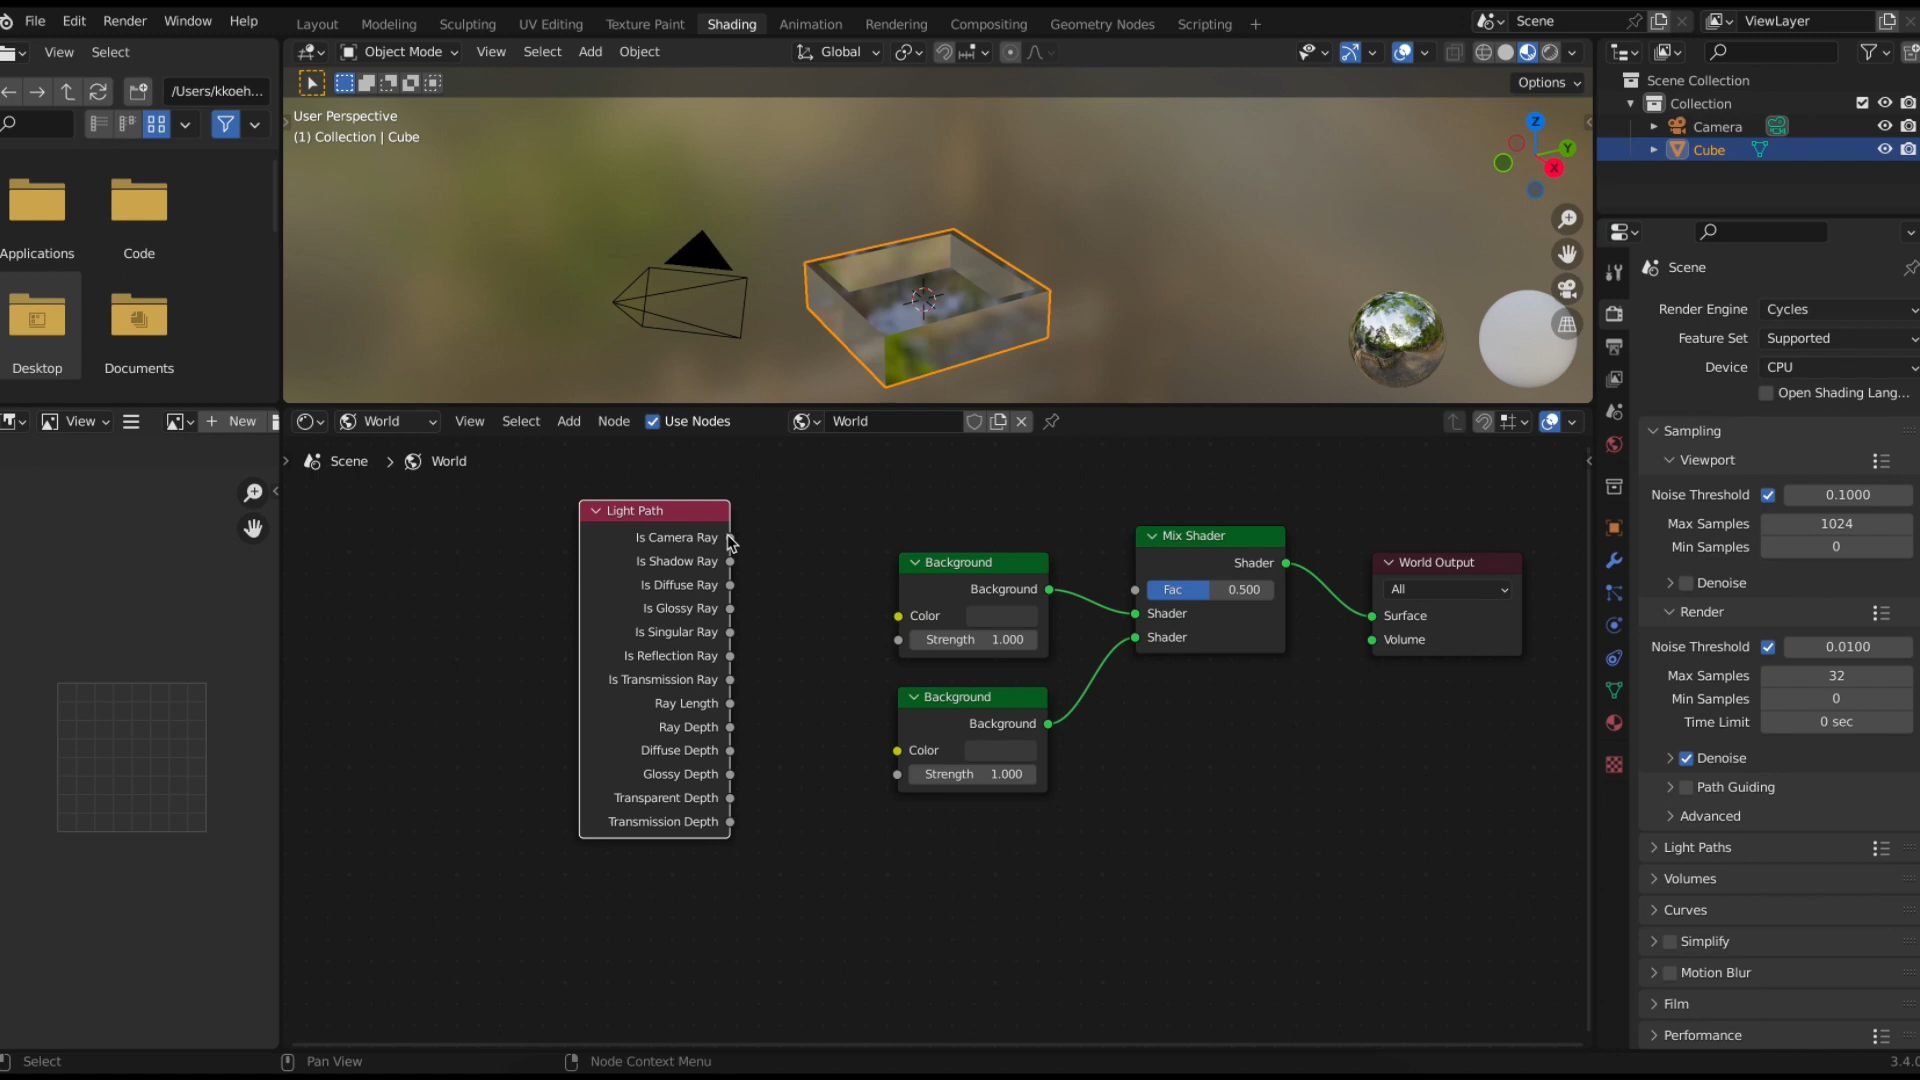 File Edit Render Window Help
Layout Modeling Sculpting UV Editing Texture Paint Shading Animation Rendering Compositing Geometry Nodes Scripting +
Scene
ViewLayer
View Select
Object Mode View Select Add Object
Global
/Users/kkoeh...
Options
User Perspective
(1) Collection | Cube
Z
Y
X
Applications
Code
Desktop
Documents
Scene Collection
Collection
Camera
Cube
Scene
Render Engine Cycles
Feature Set Supported
Device CPU
Open Shading Lang...
Sampling
Viewport
Noise Threshold 0.1000
Max Samples 1024
Min Samples 0
Denoise
Render
Noise Threshold 0.0100
Max Samples 32
Min Samples 0
Time Limit 0 sec
Denoise
Path Guiding
Advanced
Light Paths
Volumes
Curves
Simplify
Motion Blur
Film
Performance
View
+ New
World View Select Add Node Use Nodes
World
Scene > World
Light Path
Is Camera Ray
Is Shadow Ray
Is Diffuse Ray
Is Glossy Ray
Is Singular Ray
Is Reflection Ray
Is Transmission Ray
Ray Length
Ray Depth
Diffuse Depth
Glossy Depth
Transparent Depth
Transmission Depth
Background
Background
Color
Strength 1.000
Background
Background
Color
Strength 1.000
Mix Shader
Shader
Fac 0.500
Shader
Shader
World Output
All
Surface
Volume
Select
Pan View
Node Context Menu